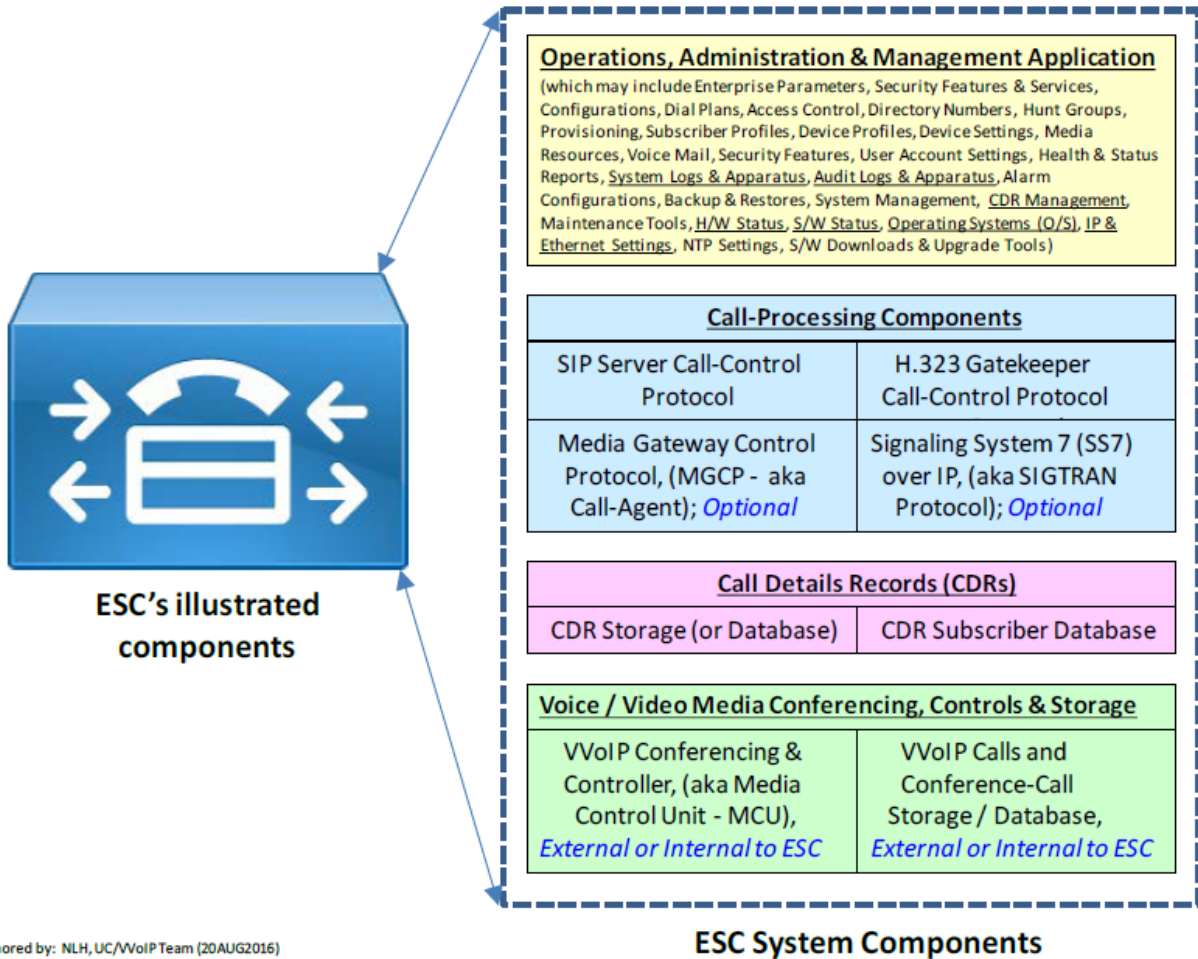 Operations, Administration & Management Application
(which may include Enterprise Parameters, Security Features & Services,
Configurations, Dial Plans, Access Control, Directory Numbers, Hunt Groups,
Provisioning, Subscriber Profiles, Device Profiles, Device Settings, Media
Resources, Voice Mail, Security Features, User Account Settings, Health & Status
Reports, System Logs & Apparatus, Audit Logs & Apparatus, Alarm
Configurations, Backup & Restores, System Management, CDR Management,
Maintenance Tools, H/W Status, S/W Status, Operating Systems (O/S), IP &
Ethernet Settings, NTP Settings, S/W Downloads & Upgrade Tools)
Call-Processing Components
SIP Server Call-Control
Protocol
H.323 Gatekeeper
Call-Control Protocol
Media Gateway Control
Protocol, (MGCP - aka
Call-Agent); Optional
Signaling System 7 (SS7)
over IP, (aka SIGTRAN
Protocol); Optional
Call Details Records (CDRs)
CDR Storage (or Database)
CDR Subscriber Database
Voice / Video Media Conferencing, Controls & Storage
VVoIP Conferencing &
Controller, (aka Media
Control Unit - MCU),
External or Internal to ESC
VVoIP Calls and
Conference-Call
Storage / Database,
External or Internal to ESC
ESC's illustrated
components
ESC System Components
ored by: NLH, UC/VVoIP Team (20AUG2016)